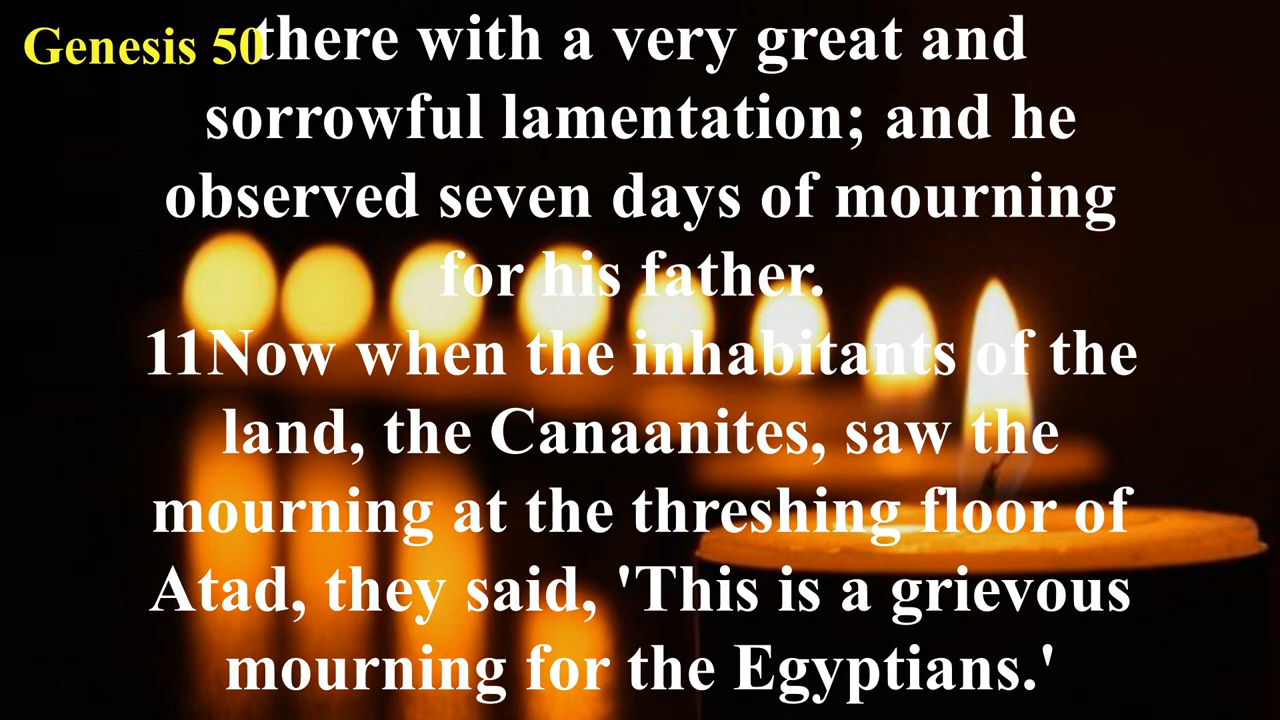 Genesis 50
there with a very great and
sorrowful lamentation; and he
observed seven days of mourning
for his father.
11Now when the inhabitants of the
land, the Canaanites, saw the
mourning at the threshing floor of
Atad, they said, 'This is a grievous
mourning for the Egyptians.'